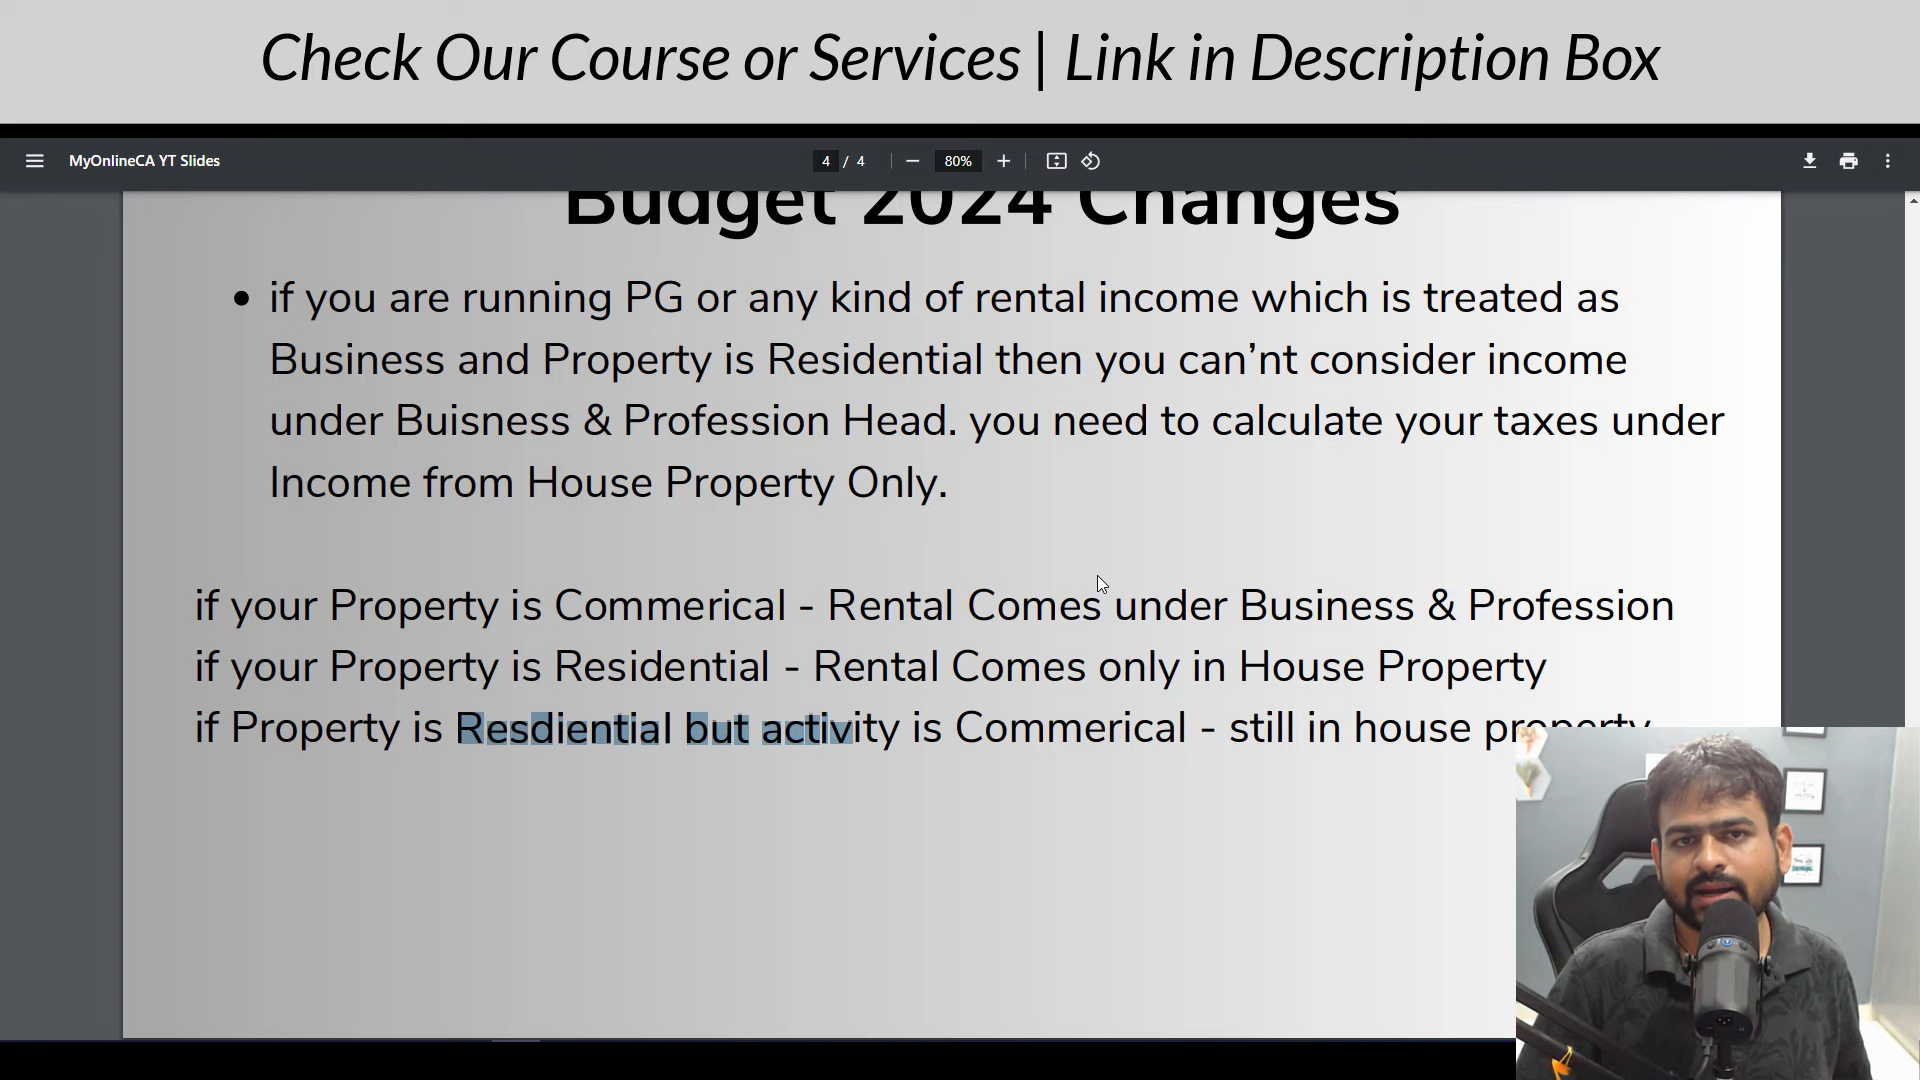 Check Our Course or Services | Link in Description Box
MyOnlineCA YT Slides
4 / 4
80%
Budget 2024 Changes
• if you are running PG or any kind of rental income which is treated as
Business and Property is Residential then you can’nt consider income
under Buisness & Profession Head. you need to calculate your taxes under
Income from House Property Only.
if your Property is Commerical - Rental Comes under Business & Profession
if your Property is Residential - Rental Comes only in House Property
if Property is Resdiential but activity is Commerical - still in house property